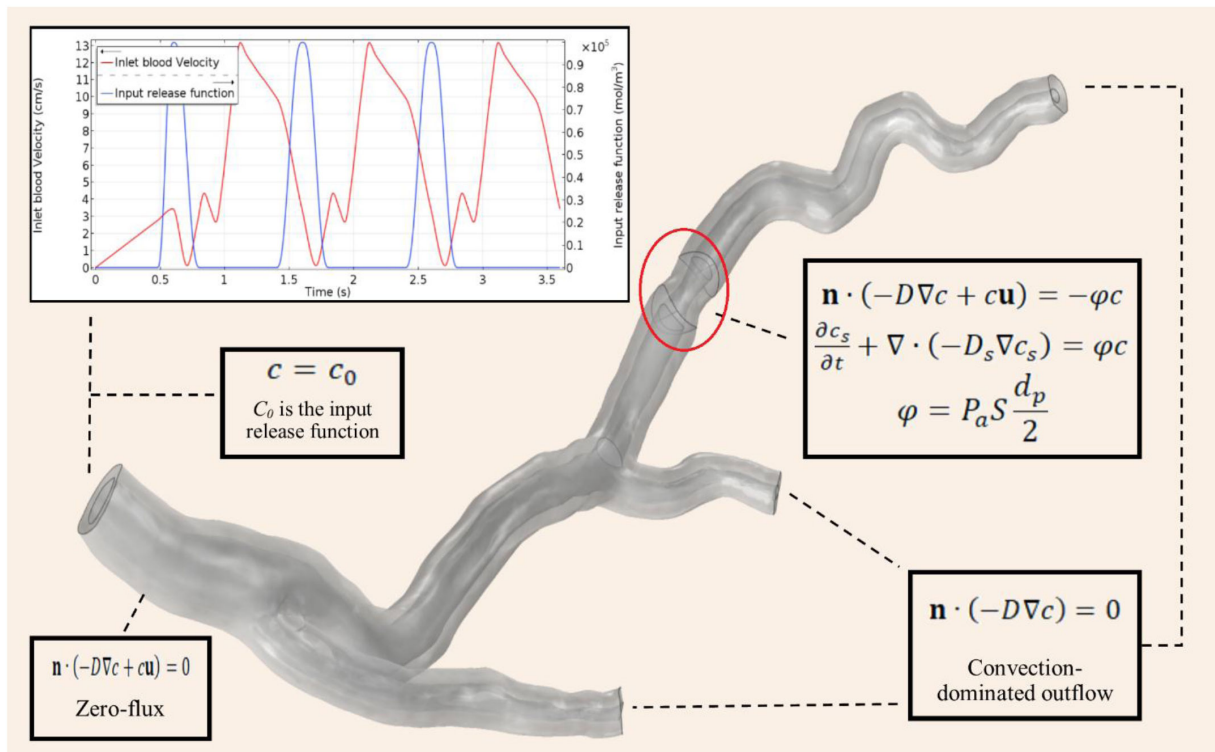 ×10⁵
Inlet blood Velocity
Input release function
Inlet blood Velocity (cm/s)
13
12
11
10
9
8
7
6
5
4
3
2
1
0
0.9
0.8
0.7
0.6
0.5
0.4
0.3
0.2
0.1
0
Input release function (mol/m³)
0 0.5 1 1.5 2 2.5 3 3.5
Time (s)
c = c₀
C₀ is the input
release function
n · (−D∇c + cu) = −φc
∂cₛ/∂t + ∇ · (−Dₛ∇cₛ) = φc
φ = PₐS dₚ/2
n · (−D∇c + cu) = 0
Zero-flux
n · (−D∇c) = 0
Convection-
dominated outflow